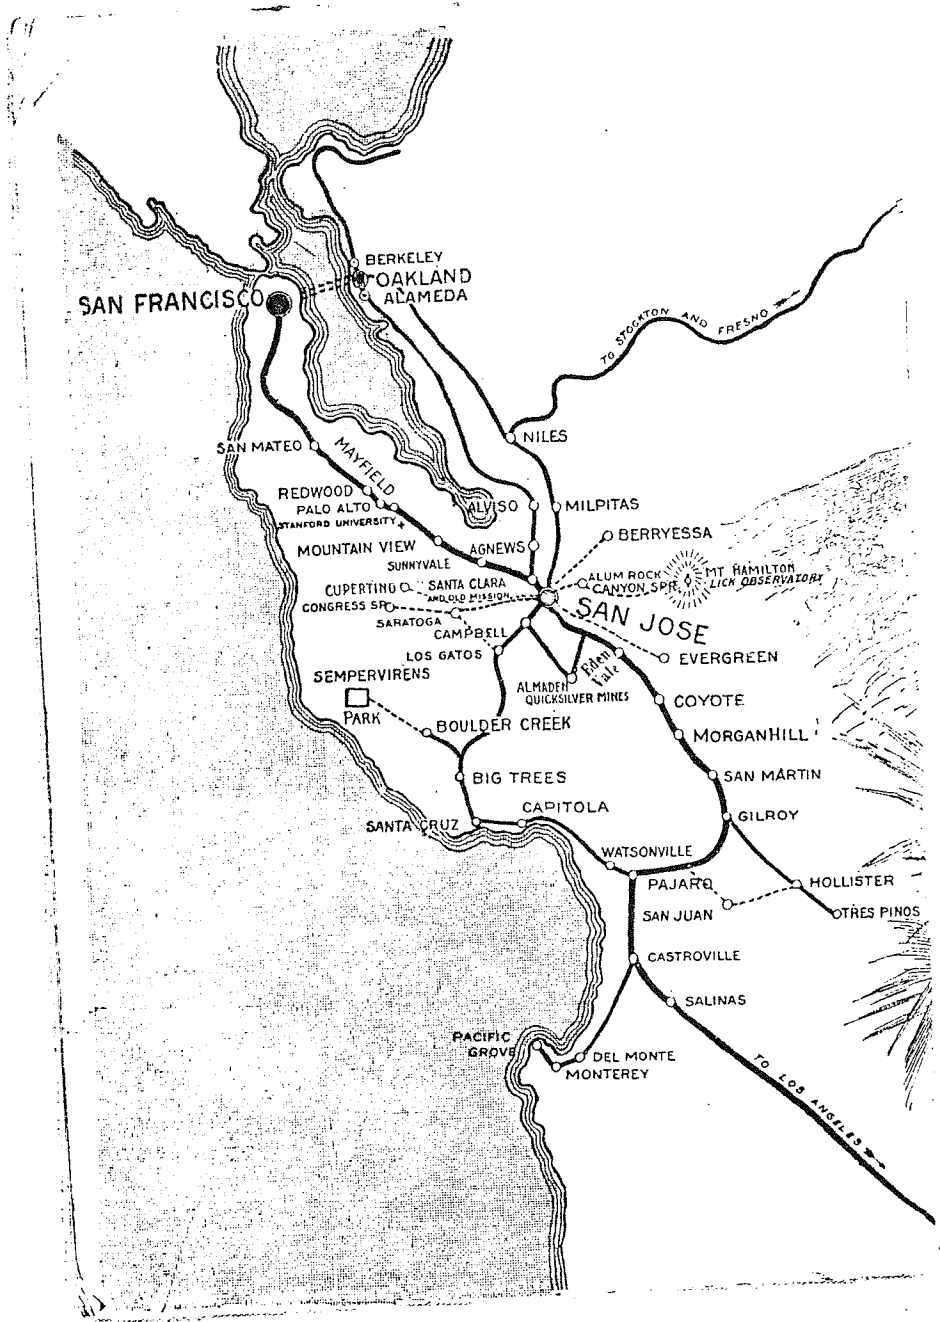 BERKELEY
OAKLAND
ALAMEDA
SAN FRANCISCO
TO STOCKTON AND FRESNO
NILES
SAN MATEO
MAYFIELD
REDWOOD
PALO ALTO
STANFORD UNIVERSITY
ALVISO
MILPITAS
BERRYESSA
MOUNTAIN VIEW
AGNEWS
SUNNYVALE
MT HAMILTON
LICK OBSERVATORY
ALUM ROCK
CANYON SPR
CUPERTINO
SANTA CLARA
AND OLD MISSION
CONGRESS SP
SARATOGA
SAN JOSE
CAMPBELL
LOS GATOS
EVERGREEN
Eden
Vale
SEMPERVIRENS
PARK
ALMADEN
QUICKSILVER MINES
COYOTE
BOULDER CREEK
MORGAN HILL
BIG TREES
SAN MARTIN
CAPITOLA
GILROY
SANTA CRUZ
WATSONVILLE
PAJARO
HOLLISTER
SAN JUAN
TRES PINOS
CASTROVILLE
SALINAS
PACIFIC
GROVE
DEL MONTE
MONTEREY
TO LOS ANGELES